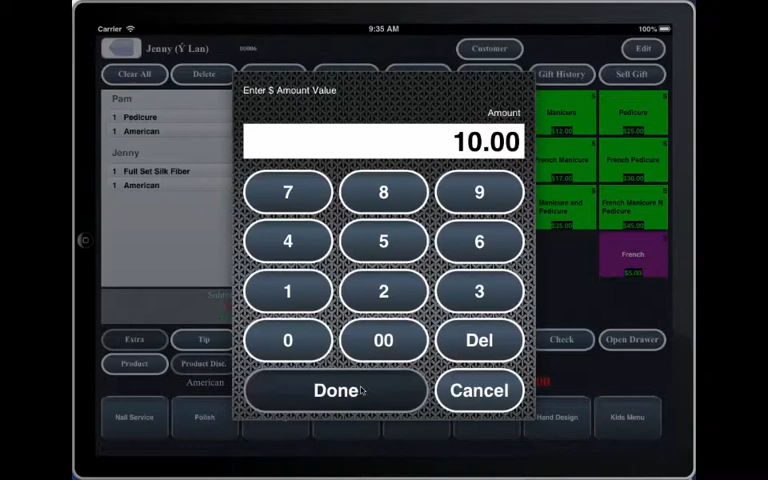 Carrier 9:35 AM 100%
Jenny (Ý Lan) 00006 Customer Edit
Clear All Delete Gift History Sell Gift
Enter $ Amount Value
Amount
10.00
Pam
1 Pedicure
1 American
Jenny
1 Full Set Silk Fiber
1 American
7 8 9
4 5 6
1 2 3
0 00 Del
Done Cancel
Manicure $12.00
Pedicure $25.00
French Manicure $17.00
French Pedicure $30.00
Manicure and Pedicure $35.00
French Manicure N Pedicure $45.00
French $5.00
Extra Tip Check Open Drawer
Product Product Disc.
American
Nail Service Polish Hand Design Kids Menu